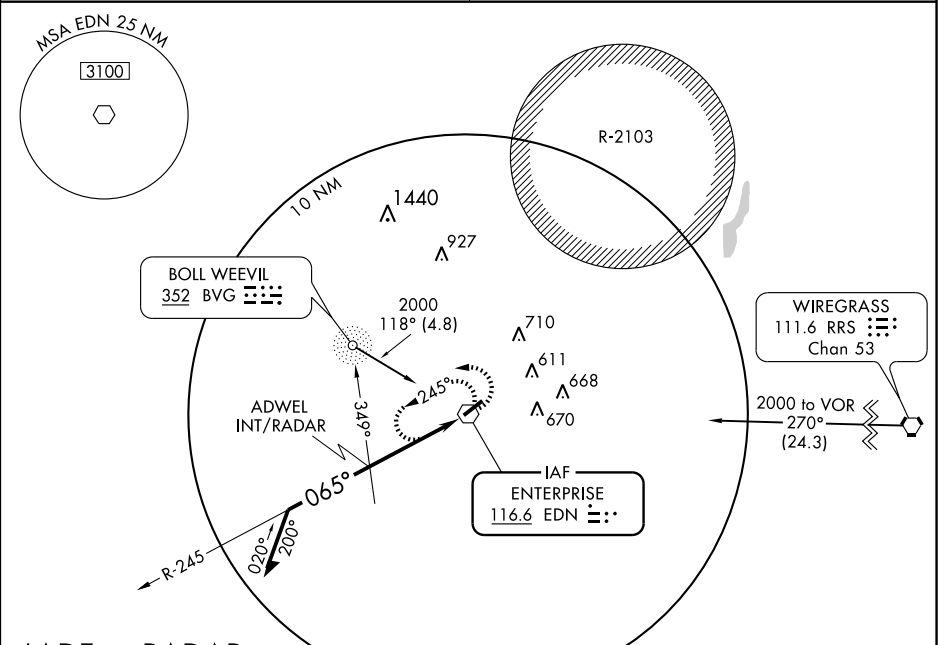 MSA EDN 25 NM
3100
R-2103
10 NM
1440
927
BOLL WEEVIL
352 BVG
2000
118° (4.8)
710
611
668
670
WIREGRASS
111.6 RRS
Chan 53
2000 to VOR
270°
(24.3)
245°
349°
ADWEL
INT/RADAR
065°
IAF
ENTERPRISE
116.6 EDN
R-245
020°
200°